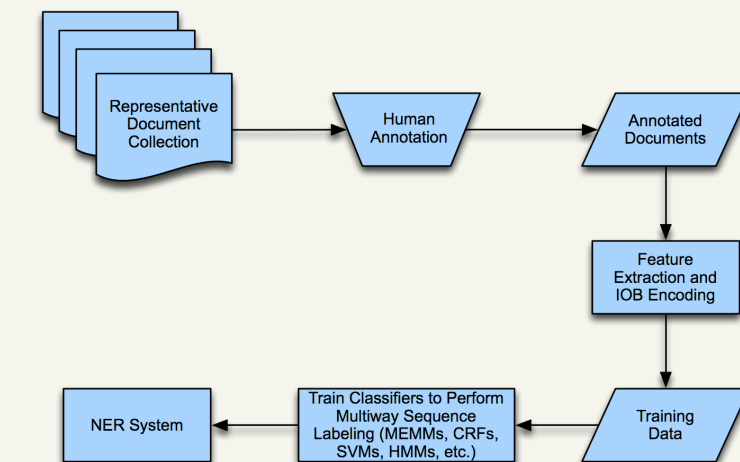 Representative
Document
Collection
Human
Annotation
Annotated
Documents
Feature
Extraction and
IOB Encoding
Training
Data
Train Classifiers to Perform
Multiway Sequence
Labeling (MEMMs, CRFs,
SVMs, HMMs, etc.)
NER System